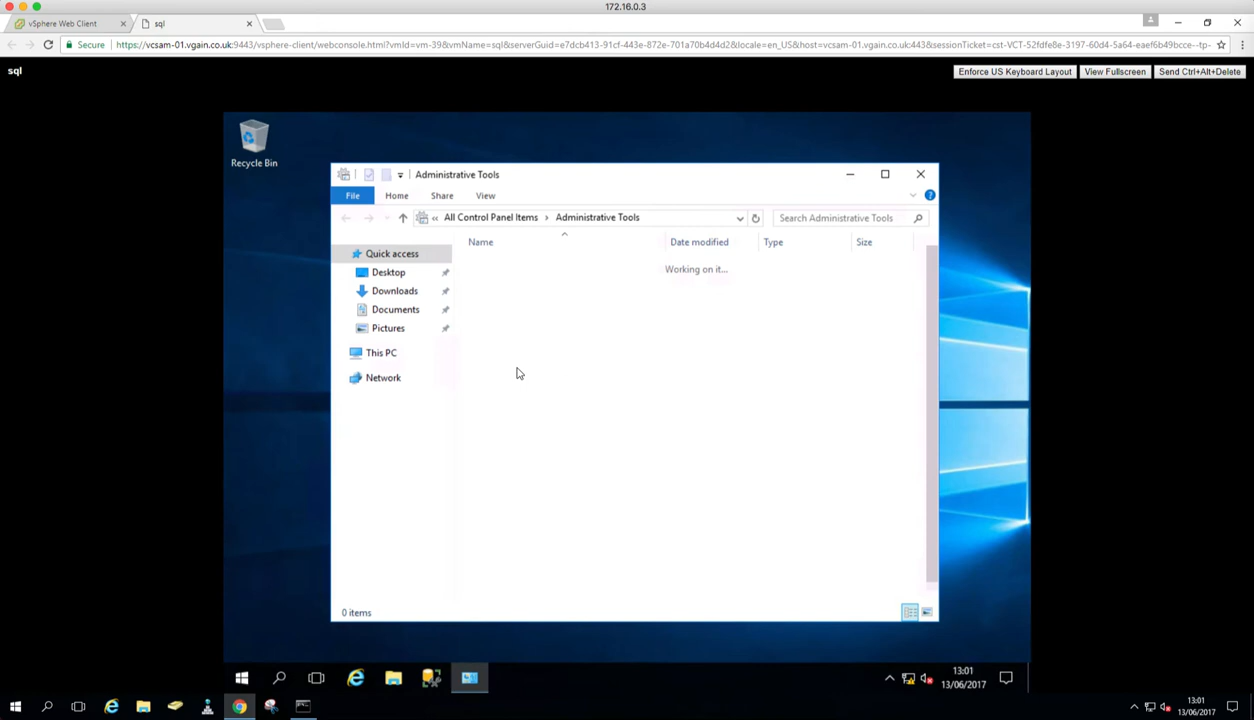 172.16.0.3
vSphere Web Client
sql
Secure
https://vcsam-01.vgain.co.uk:9443/vsphere-client/webconsole.html?vmId=vm-39&vmName=sql&serverGuid=e7dcb413-91cf-443e-872e-701a70b4d4d2&locale=en_US&host=vcsam-01.vgain.co.uk:443&sessionTicket=cst-VCT-52fdfe8e-3197-60d4-5a64-eaef6b49bcce--tp-
sql
Enforce US Keyboard Layout
View Fullscreen
Send Ctrl+Alt+Delete
Recycle Bin
Administrative Tools
File
Home
Share
View
All Control Panel Items
Administrative Tools
Search Administrative Tools
Name
Date modified
Type
Size
Working on it...
Quick access
Desktop
Downloads
Documents
Pictures
This PC
Network
0 items
13:01
13/06/2017
13:01
13/06/2017